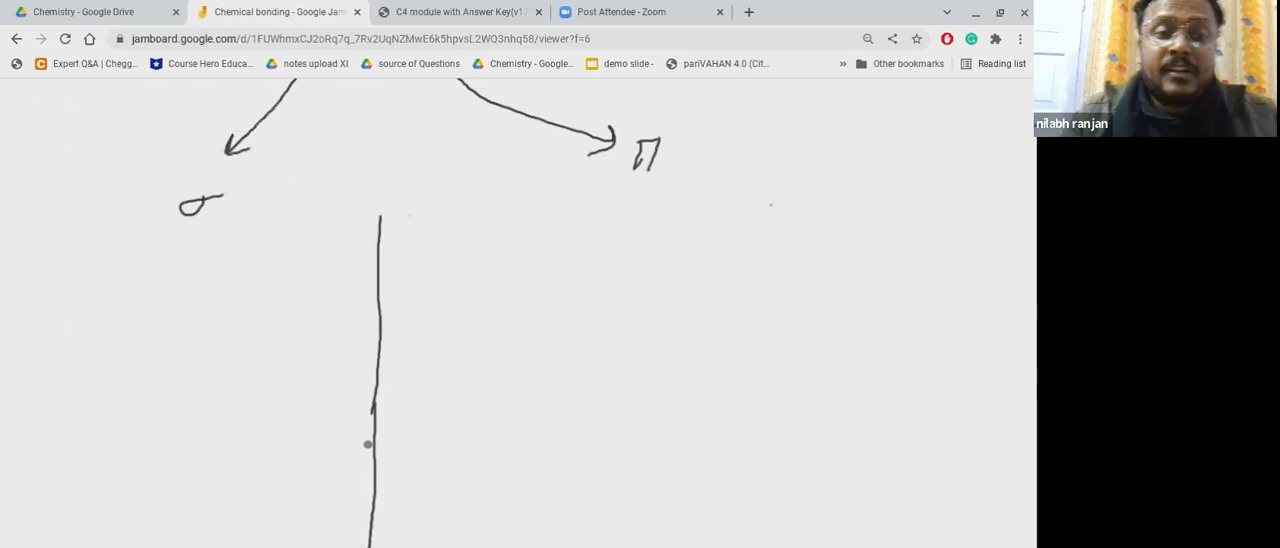 Chemistry - Google Drive
Chemical bonding - Google Jam
C4 module with Answer Key(v17
Post Attendee - Zoom
jamboard.google.com/d/1FUWhmxCJ2oRq7q_7Rv2UqNZMwE6k5hpvsL2WQ3nhq58/viewer?f=6
Expert Q&A | Chegg...
Course Hero Educa...
notes upload XI
source of Questions
Chemistry - Google...
demo slide -
pariVAHAN 4.0 (Cit...
»
Other bookmarks
Reading list
nilabh ranjan
π
σ